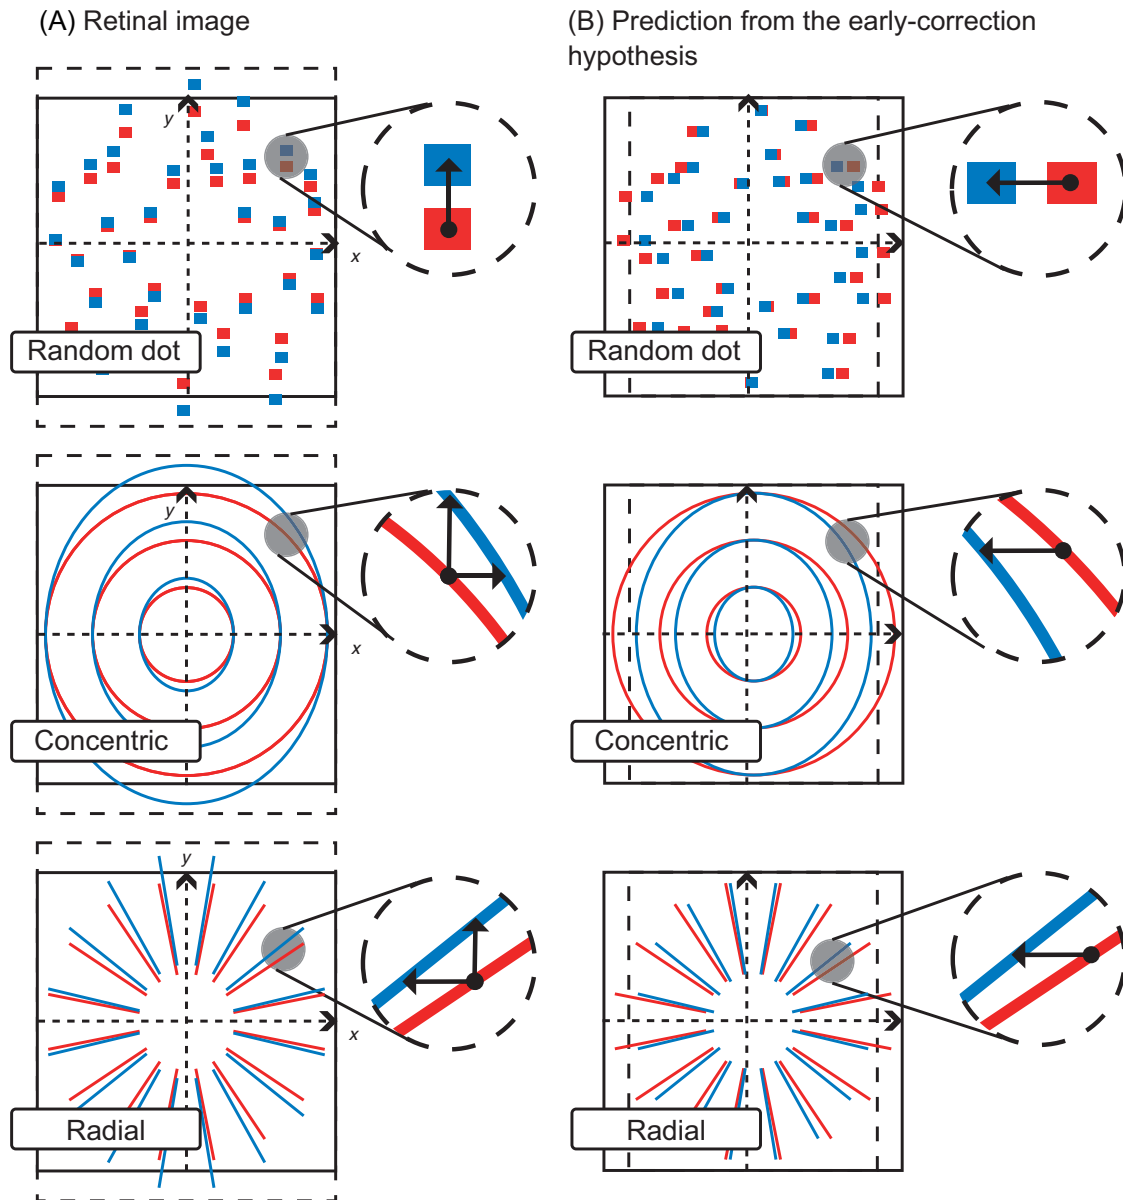 (A) Retinal image
(B) Prediction from the early-correction
hypothesis
y
x
Random dot
Random dot
y
x
Concentric
Concentric
y
x
Radial
Radial